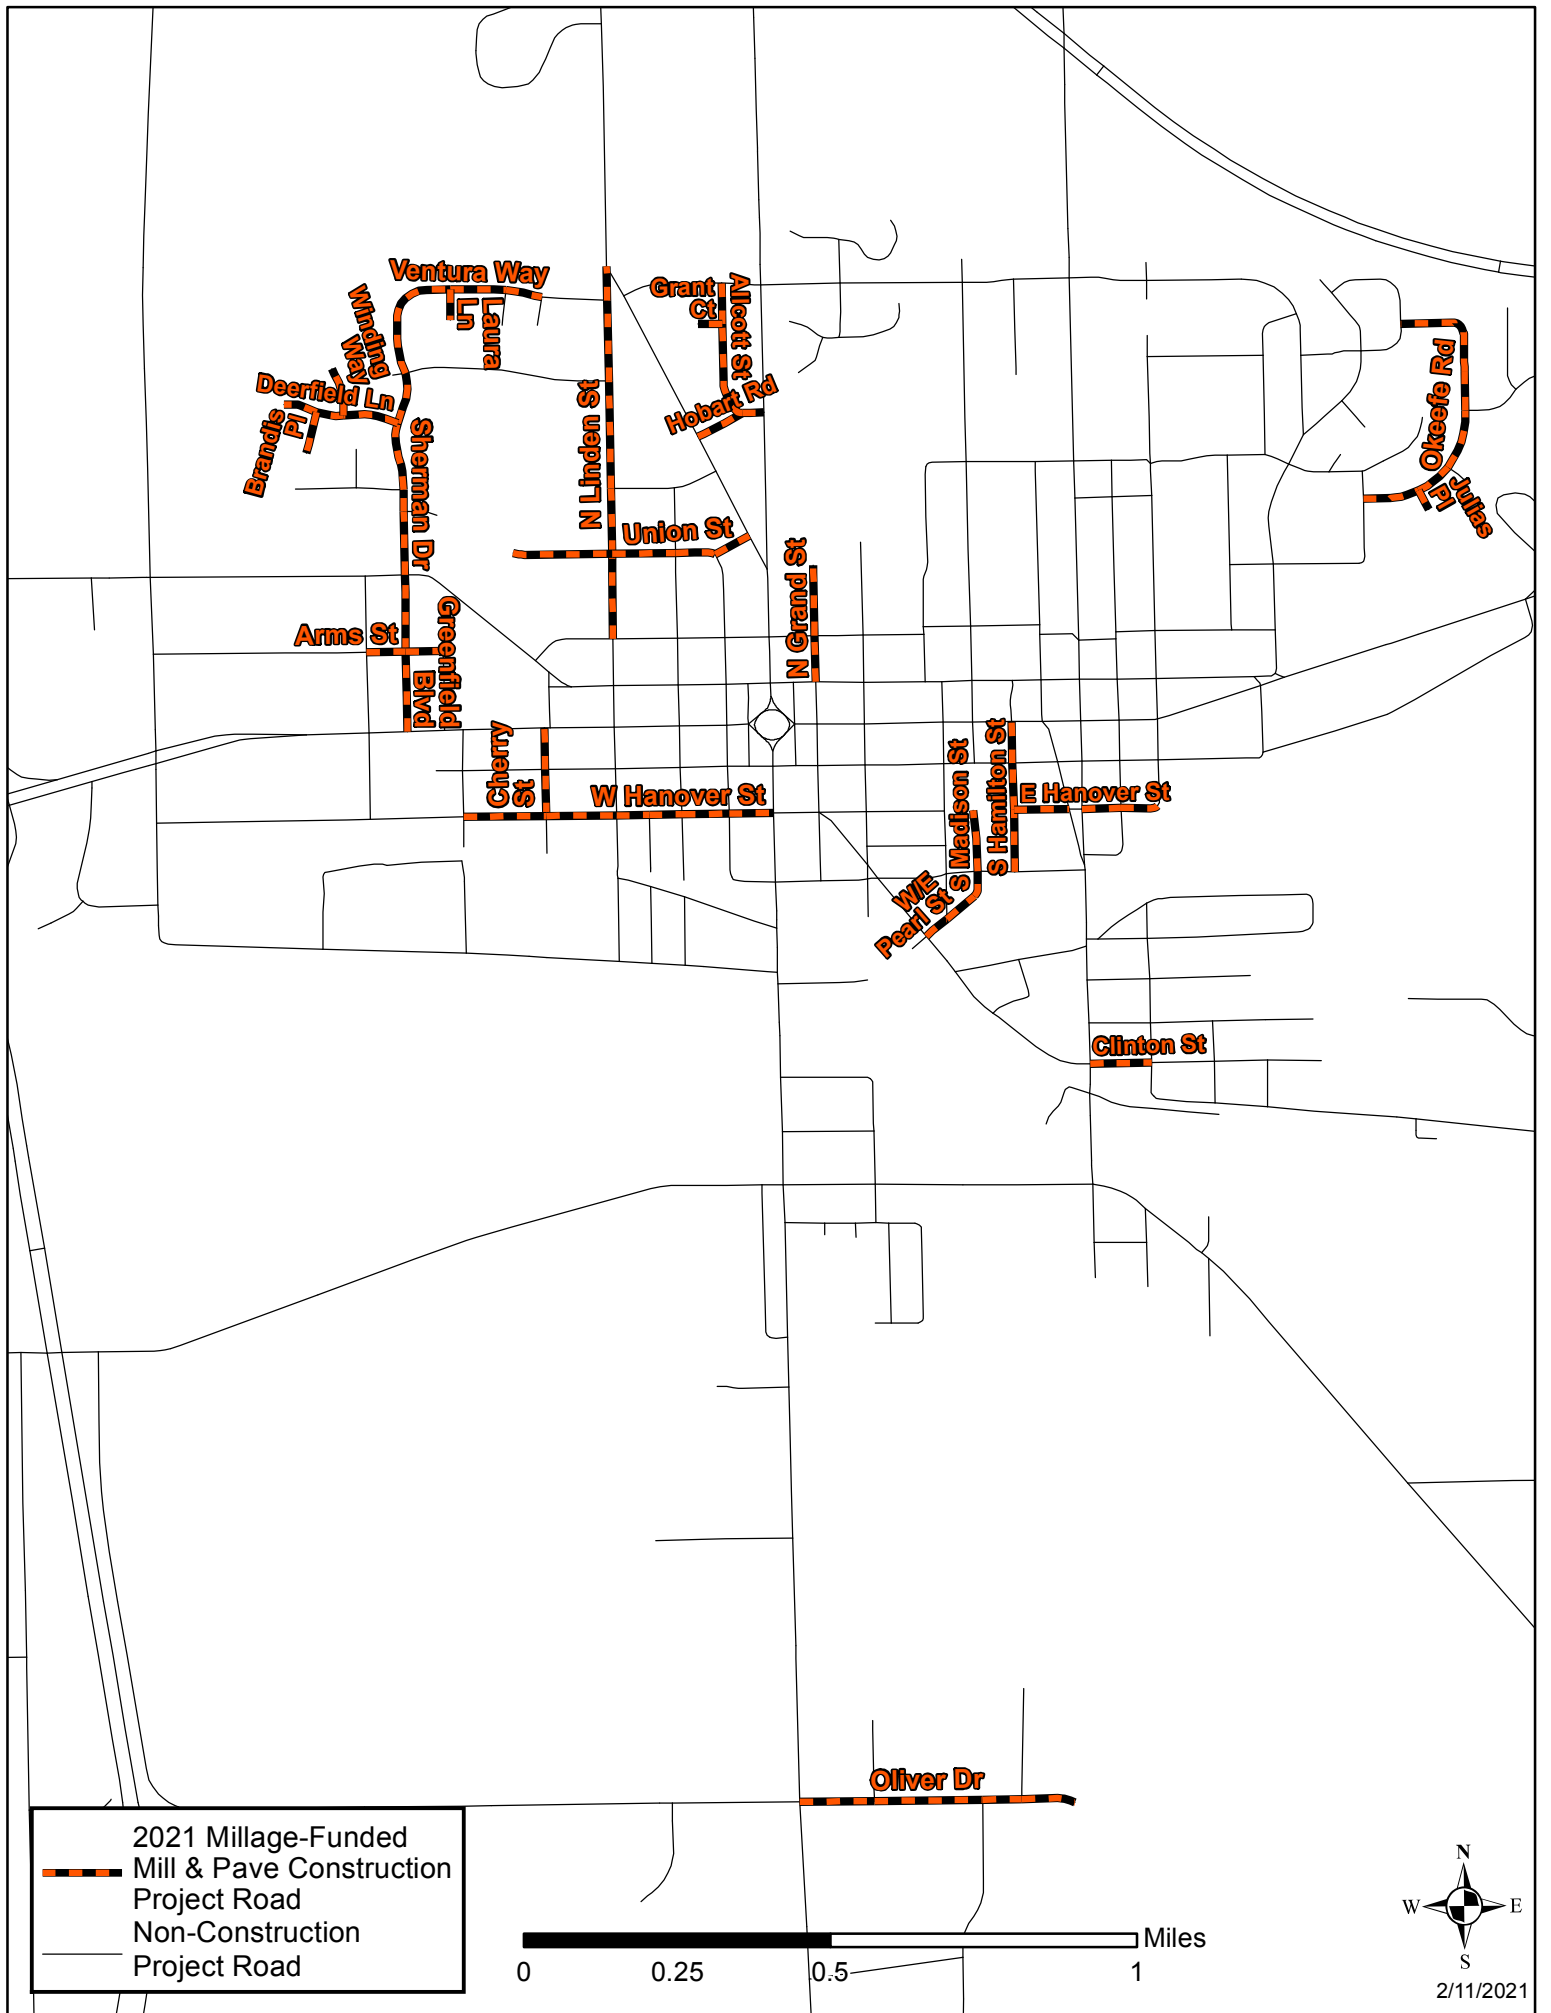 Ventura Way
Grant
Ct
Allcott St
Winding
Way
Laura
Ln
Okeefe Rd
Deerfield Ln
Hobart Rd
Brandis
Pl
Sherman Dr
N Linden St
Julias
Pl
Union St
N Grand St
Arms St
Greenfield
Blvd
Cherry
St
W Hanover St
S Madison St
S Hamilton St
E Hanover St
W/E
Pearl St
Clinton St
Oliver Dr
2021 Millage-Funded
Mill & Pave Construction
Project Road
Non-Construction
Project Road
Miles
0 0.25 0.5 1
N
W E
S
2/11/2021